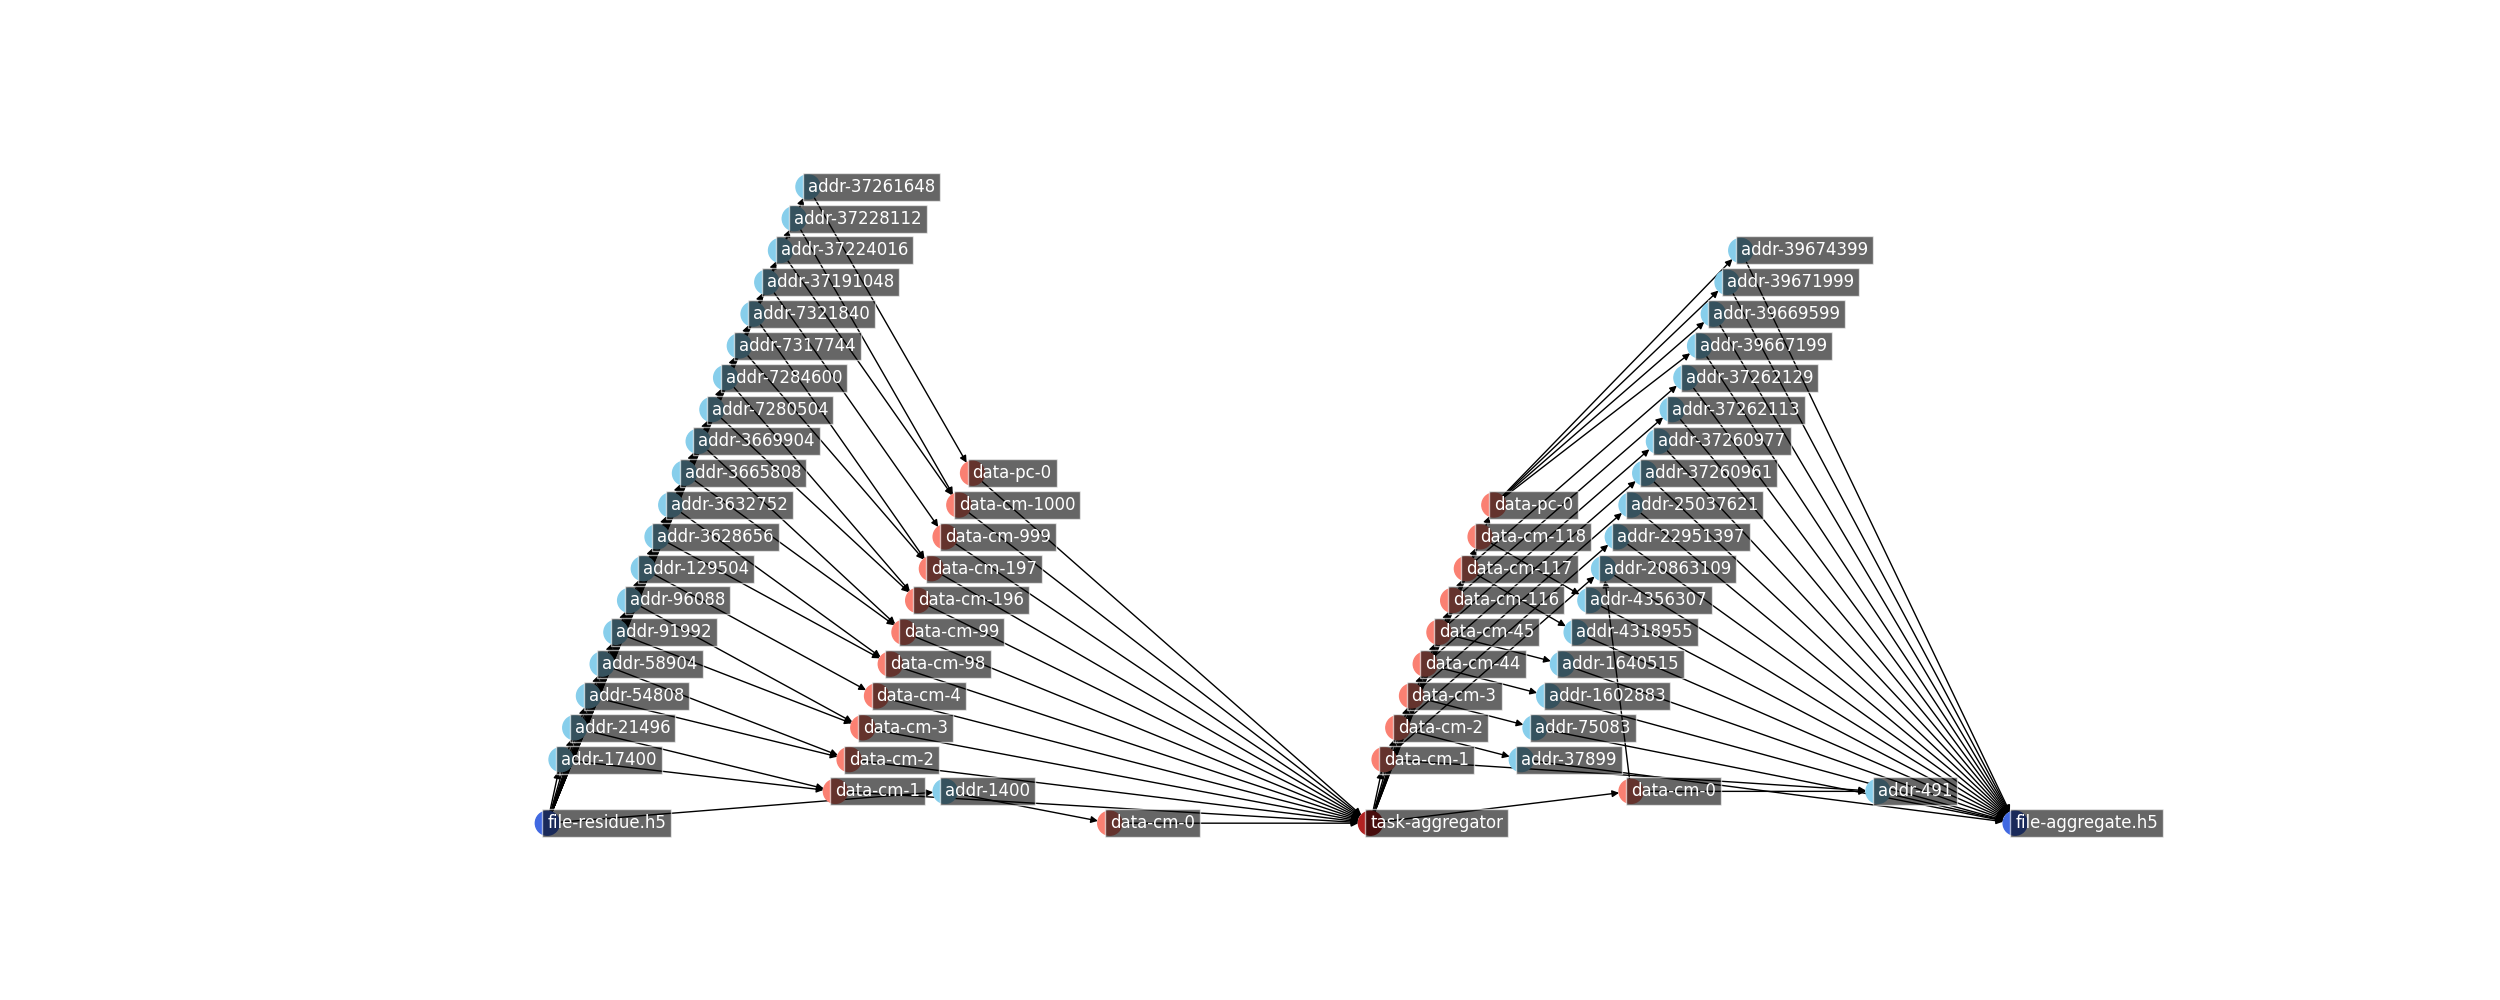 addr-37261648
addr-37228112
addr-37224016
addr-39674399
addr-37191048
addr-39671999
addr-7321840
addr-39669599
addr-7317744
addr-39667199
addr-7284600
addr-37262129
addr-7280504
addr-37262113
addr-3669904
addr-37260977
addr-3665808
data-pc-0
addr-37260961
addr-3632752
data-cm-1000
data-pc-0
addr-25037621
addr-3628656
data-cm-999
data-cm-118
addr-22951397
addr-129504
data-cm-197
data-cm-117
addr-20863109
addr-96088
data-cm-196
data-cm-116
addr-4356307
addr-91992
data-cm-99
data-cm-45
addr-4318955
addr-58904
data-cm-98
data-cm-44
addr-1640515
addr-54808
data-cm-4
data-cm-3
addr-1602883
addr-21496
data-cm-3
data-cm-2
addr-75083
addr-17400
data-cm-2
data-cm-1
addr-37899
data-cm-1
addr-1400
data-cm-0
addr-491
file-residue.h5
data-cm-0
task-aggregator
file-aggregate.h5